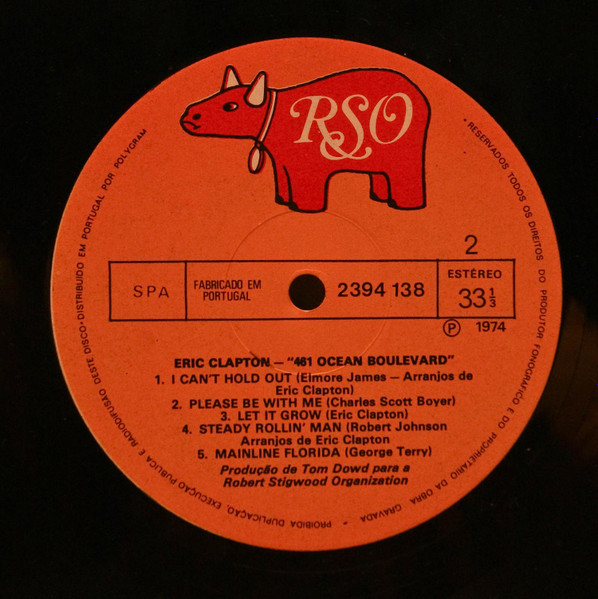 RSO
2
SPA
FABRICADO EM
PORTUGAL
2394 138
ESTÉREO
33 1/3
Ⓟ 1974
ERIC CLAPTON – "461 OCEAN BOULEVARD"
1. I CAN'T HOLD OUT (Elmore James – Arranjos de
Eric Clapton)
2. PLEASE BE WITH ME (Charles Scott Boyer)
3. LET IT GROW (Eric Clapton)
4. STEADY ROLLIN' MAN (Robert Johnson
Arranjos de Eric Clapton
5. MAINLINE FLORIDA (George Terry)
Produção de Tom Dowd para a
Robert Stigwood Organization
• RESERVADOS TODOS OS DIREITOS DO PRODUTOR FONOGRÁFICO E DO PROPRIETÁRIO DA OBRA GRAVADA - PROIBIDA DUPLICAÇÃO, EXECUÇÃO PÚBLICA E RADIODIFUSÃO DESTE DISCO • DISTRIBUIDO EM PORTUGAL POR POLYGRAM